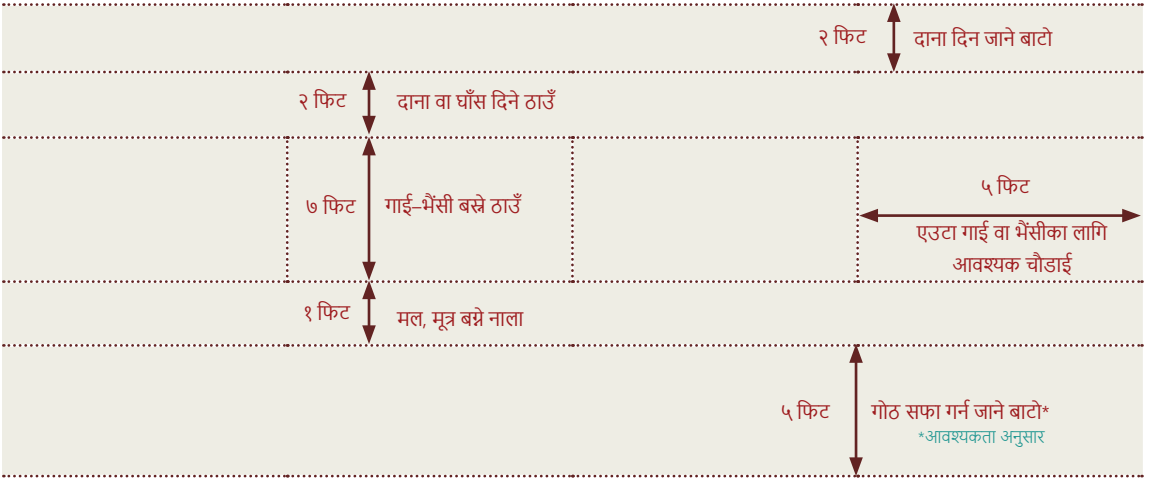 २ फिट
दाना दिन जाने बाटो
२ फिट
दाना वा घाँस दिने ठाउँ
७ फिट
गाई–भैंसी बस्ने ठाउँ
५ फिट
एउटा गाई वा भैंसीका लागि
आवश्यक चौडाई
१ फिट
मल, मूत्र बग्ने नाला
५ फिट
गोठ सफा गर्न जाने बाटो*
*आवश्यकता अनुसार